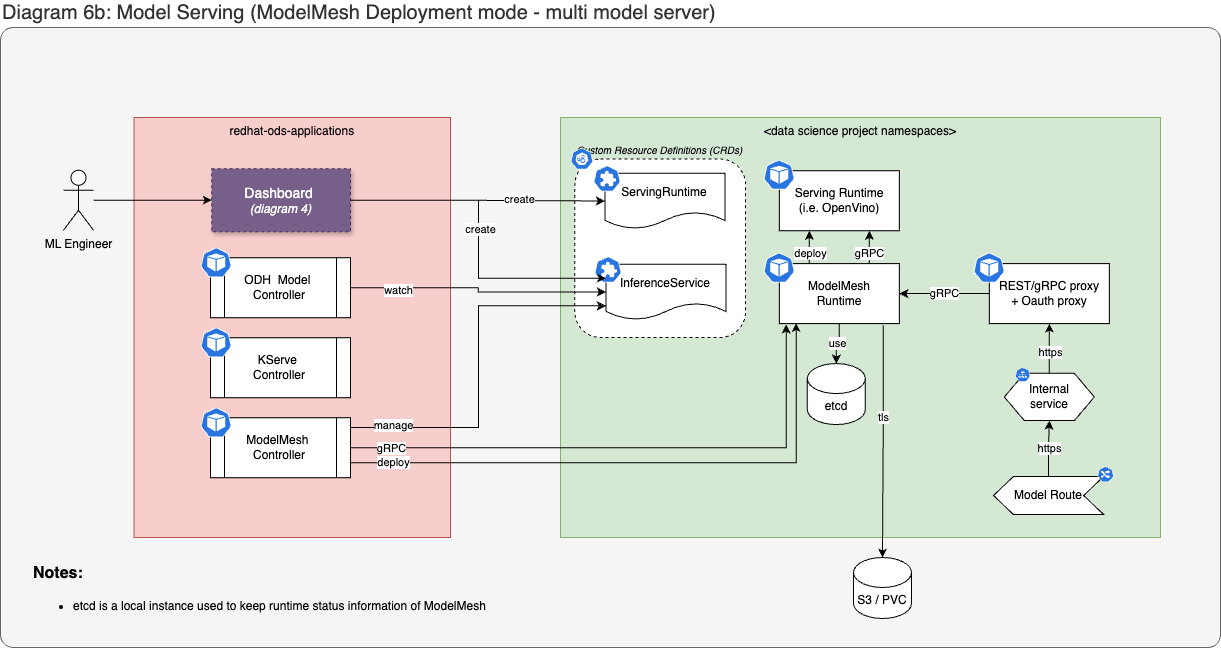 Diagram 6b: Model Serving (ModelMesh Deployment mode - multi model server)
redhat-ods-applications
<data science project namespaces>
Custom Resource Definitions (CRDs)
ML Engineer
Dashboard
(diagram 4)
create
create
ServingRuntime
InferenceService
Serving Runtime
(i.e. OpenVino)
deploy
gRPC
ODH Model
Controller
watch
ModelMesh
Runtime
gRPC
REST/gRPC proxy
+ Oauth proxy
KServe
Controller
use
etcd
https
Internal
service
tls
https
Model Route
ModelMesh
Controller
manage
gRPC
deploy
S3 / PVC
Notes:
• etcd is a local instance used to keep runtime status information of ModelMesh